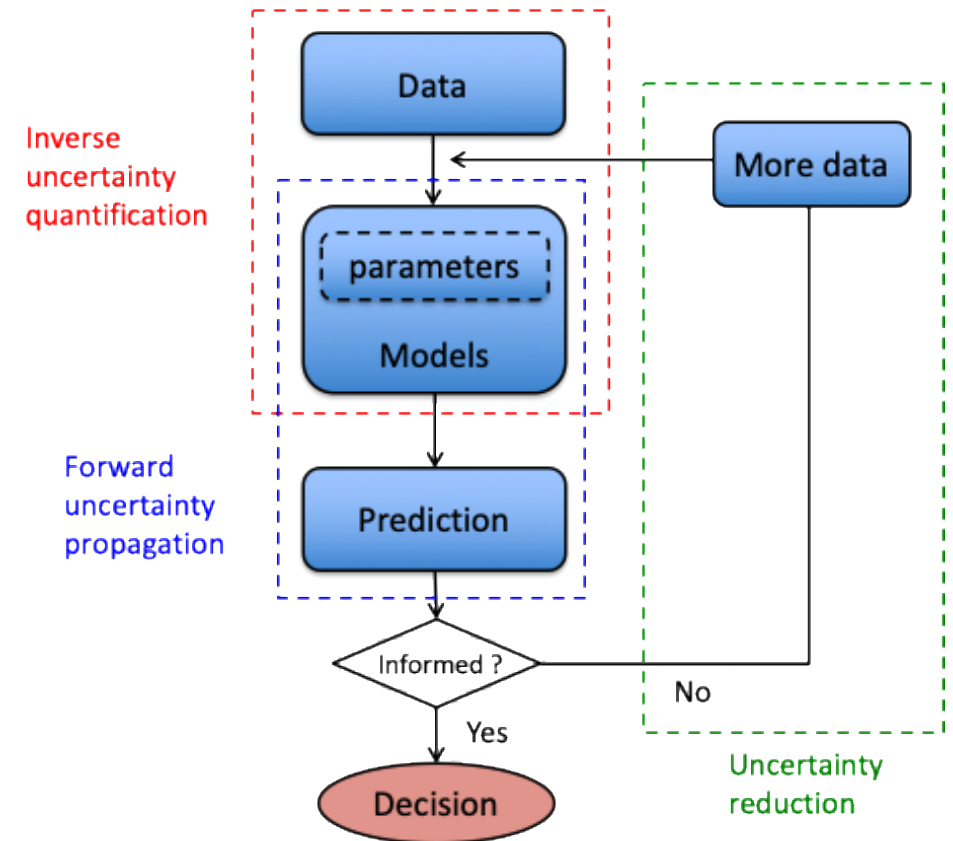 Data
Inverse
uncertainty
quantification
More data
parameters
Models
Forward
uncertainty
propagation
Prediction
Informed ?
No
Yes
Uncertainty
reduction
Decision